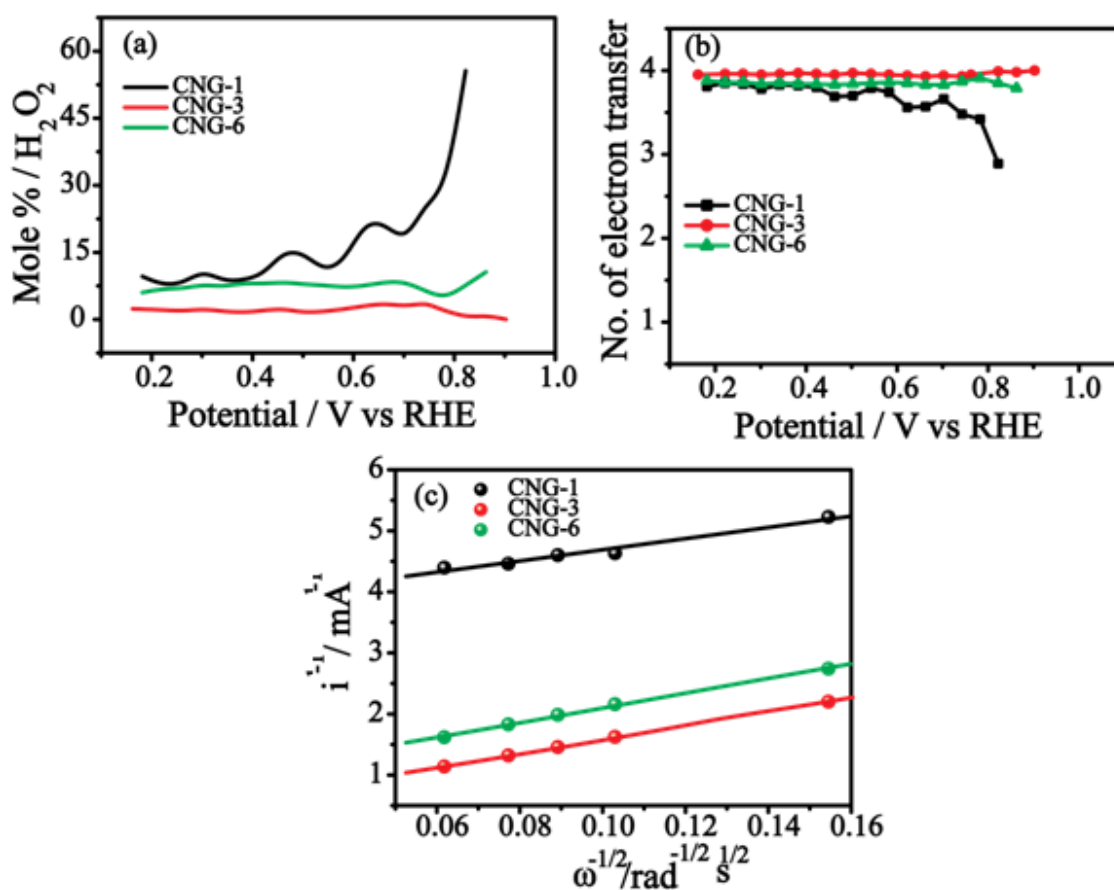 (a)
CNG-1
CNG-3
CNG-6
Mole % / H₂O₂
60
45
30
15
0
0.2 0.4 0.6 0.8 1.0
Potential / V vs RHE
(b)
CNG-1
CNG-3
CNG-6
No. of electron transfer
4
3
2
1
0.2 0.4 0.6 0.8 1.0
Potential / V vs RHE
(c)
CNG-1
CNG-3
CNG-6
i⁻¹/ mA⁻¹
6
5
4
3
2
1
0.06 0.08 0.10 0.12 0.14 0.16
ω⁻¹/²/rad⁻¹/² s¹/²